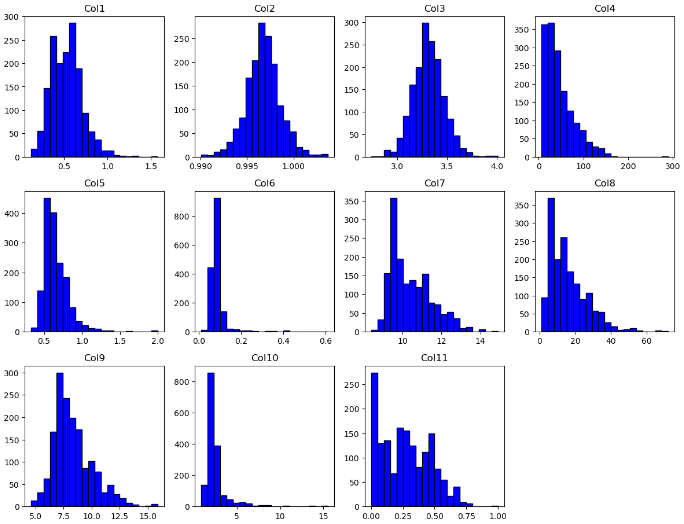 Col1 Col2 Col3 Col4
300 250 200 150 100 50 0
0.5 1.0 1.5
250 200 150 100 50 0
0.990 0.995 1.000
300 250 200 150 100 50 0
3.0 3.5 4.0
350 300 250 200 150 100 50 0
0 100 200 300
Col5 Col6 Col7 Col8
400 300 200 100 0
0.5 1.0 1.5 2.0
800 600 400 200 0
0.0 0.2 0.4 0.6
350 300 250 200 150 100 50 0
10 12 14
350 300 250 200 150 100 50 0
0 20 40 60
Col9 Col10 Col11
300 250 200 150 100 50 0
5.0 7.5 10.0 12.5 15.0
800 700 600 500 400 300 200 100 0
5 10 15
250 200 150 100 50 0
0.00 0.25 0.50 0.75 1.00